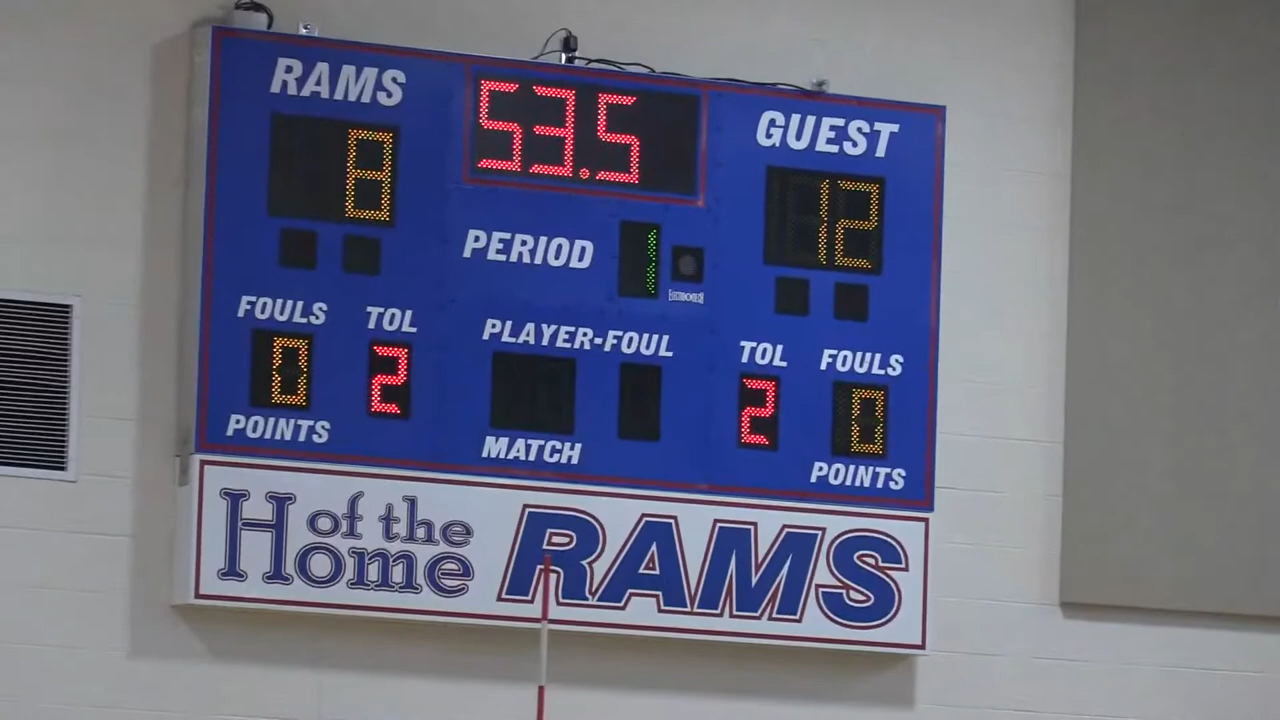 RAMS
53.5
GUEST
8
12
PERIOD 1
FOULS TOL
PLAYER-FOUL
TOL FOULS
0 2
2 0
POINTS
MATCH
POINTS
Home of the RAMS